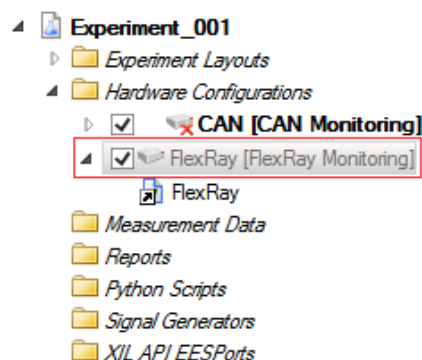 Experiment_001
Experiment Layouts
Hardware Configurations
CAN [CAN Monitoring]
FlexRay [FlexRay Monitoring]
FlexRay
Measurement Data
Reports
Python Scripts
Signal Generators
XIL API EESPorts